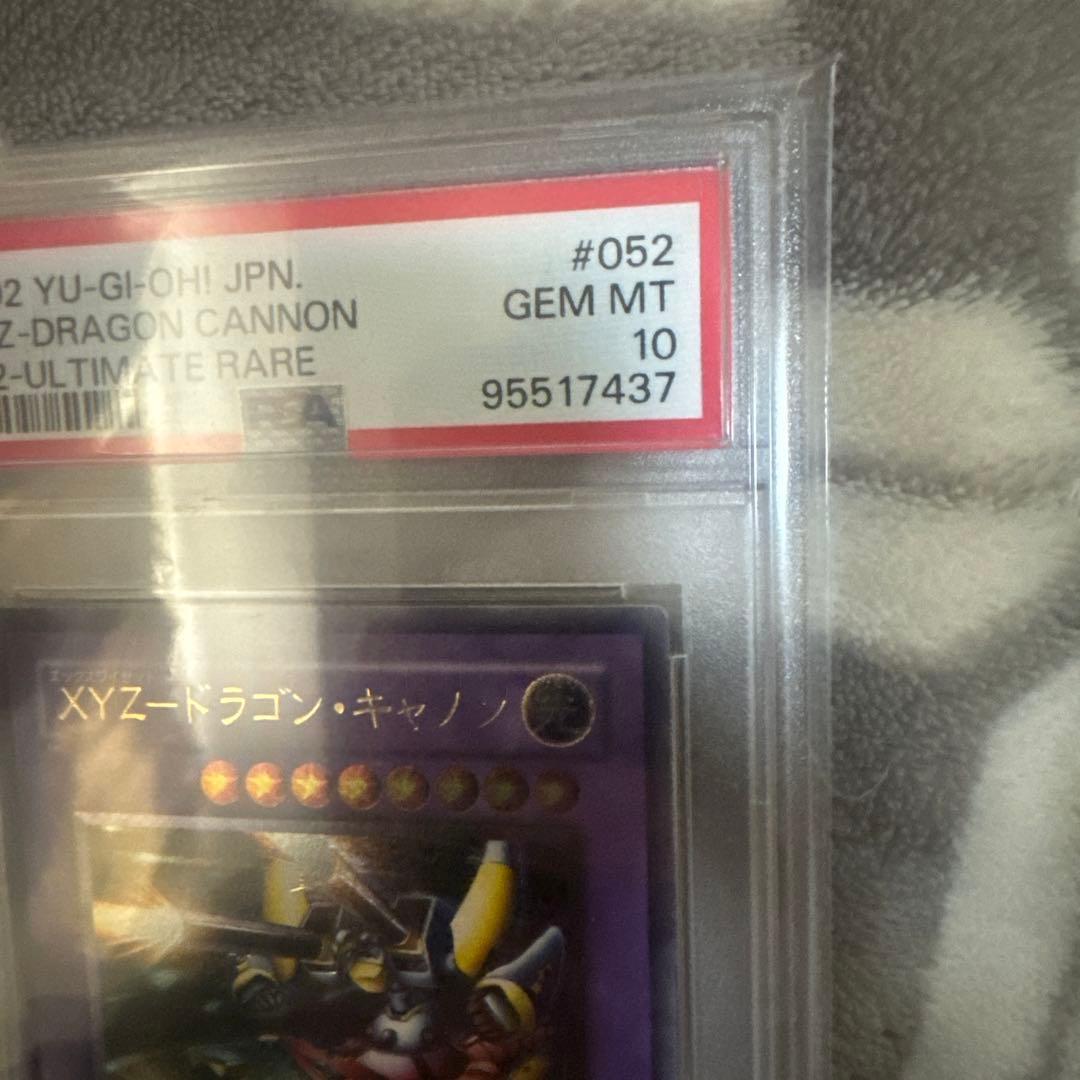 02 YU-GI-OH! JPN. #052
Z-DRAGON CANNON GEM MT
2-ULTIMATE RARE 10
PSA 95517437
XYZ-ドラゴン・キャノン